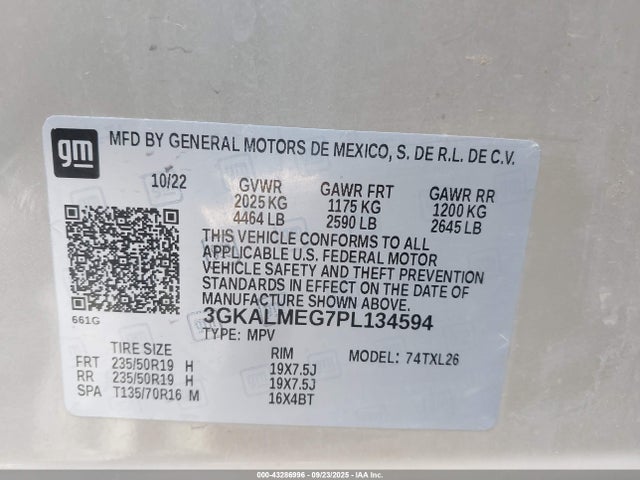 gm
MFD BY GENERAL MOTORS DE MEXICO, S. DE R.L. DE C.V.
10/22 GVWR GAWR FRT GAWR RR
2025 KG 1175 KG 1200 KG
4464 LB 2590 LB 2645 LB
THIS VEHICLE CONFORMS TO ALL
APPLICABLE U.S. FEDERAL MOTOR
VEHICLE SAFETY AND THEFT PREVENTION
STANDARDS IN EFFECT ON THE DATE OF
MANUFACTURE SHOWN ABOVE.
661G
3GKALMEG7PL134594
TYPE: MPV
TIRE SIZE RIM MODEL: 74TXL26
FRT 235/50R19 H 19X7.5J
RR 235/50R19 H 19X7.5J
SPA T135/70R16 M 16X4BT
000-43286996 09/23/2025 IAA Inc.